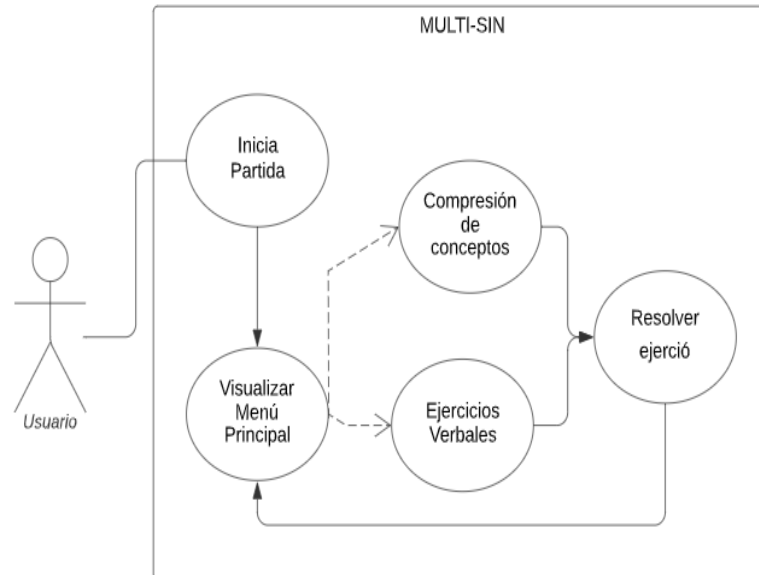 MULTI-SIN
Inicia
Partida
Compresión
de
conceptos
Resolver
ejerció
Visualizar
Menú
Principal
Ejercicios
Verbales
Usuario